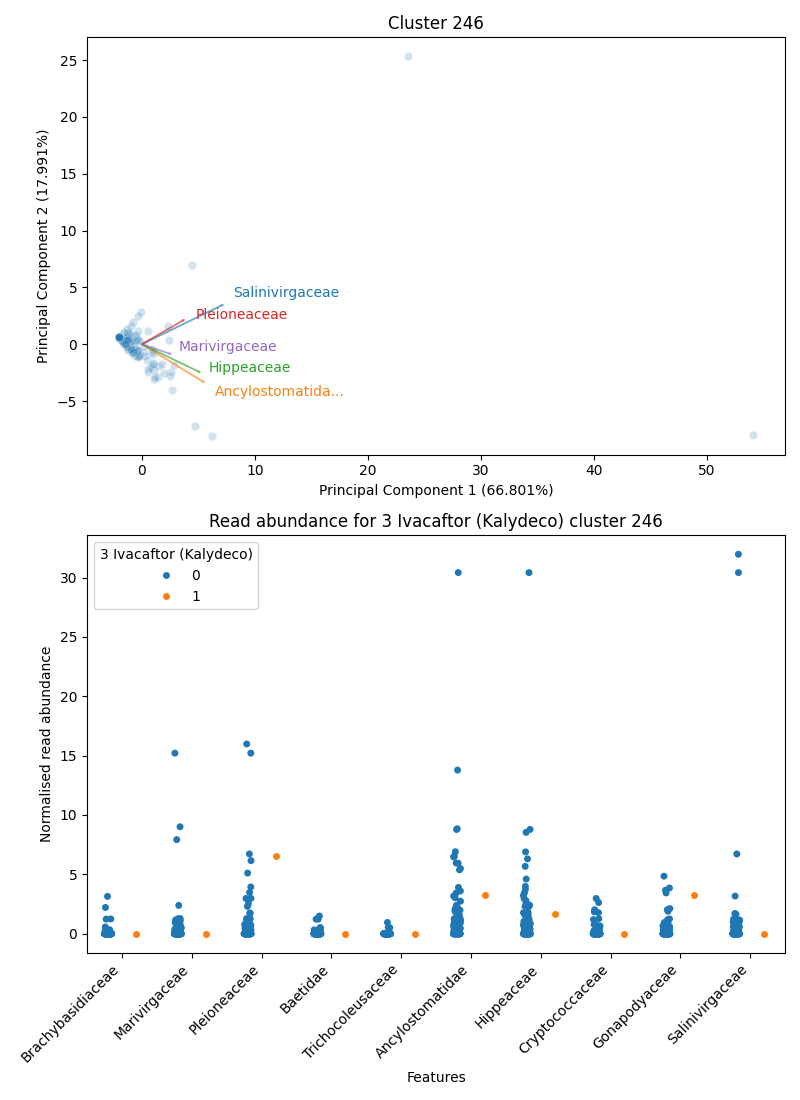 Cluster 246
25
20
15
10
5
0
−5
Principal Component 2 (17.991%)
Salinivirgaceae
Pleioneaceae
Marivirgaceae
Hippeaceae
Ancylostomatida...
0
10
20
30
40
50
Principal Component 1 (66.801%)
Read abundance for 3 Ivacaftor (Kalydeco) cluster 246
3 Ivacaftor (Kalydeco)
0
1
30
25
20
15
10
5
0
Normalised read abundance
Brachybasidiaceae
Marivirgaceae
Pleioneaceae
Baetidae
Trichocoleusaceae
Ancylostomatidae
Hippeaceae
Cryptococcaceae
Gonapodyaceae
Salinivirgaceae
Features